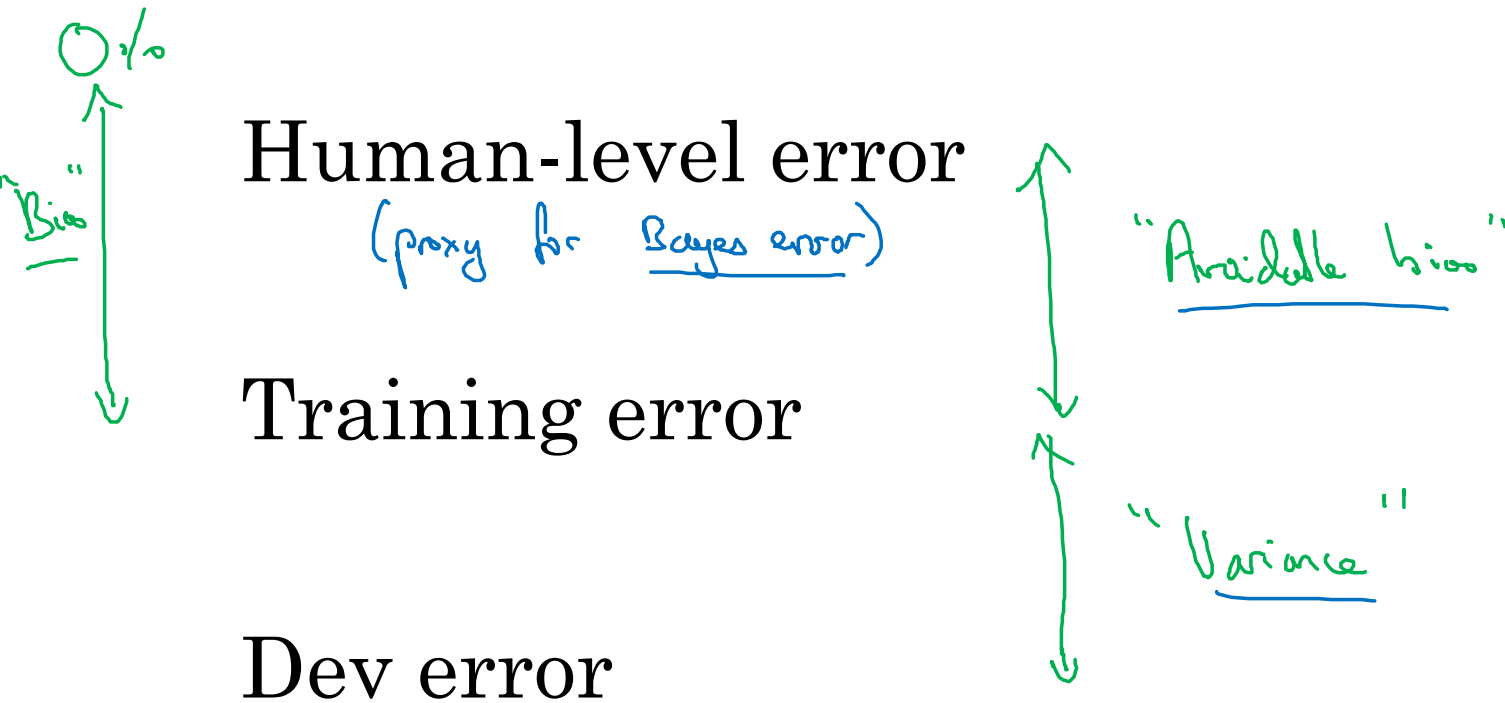 0%
Human-level error
"Bias"
(proxy for Bayes error)
"Avoidable bias"
Training error
"Variance"
Dev error